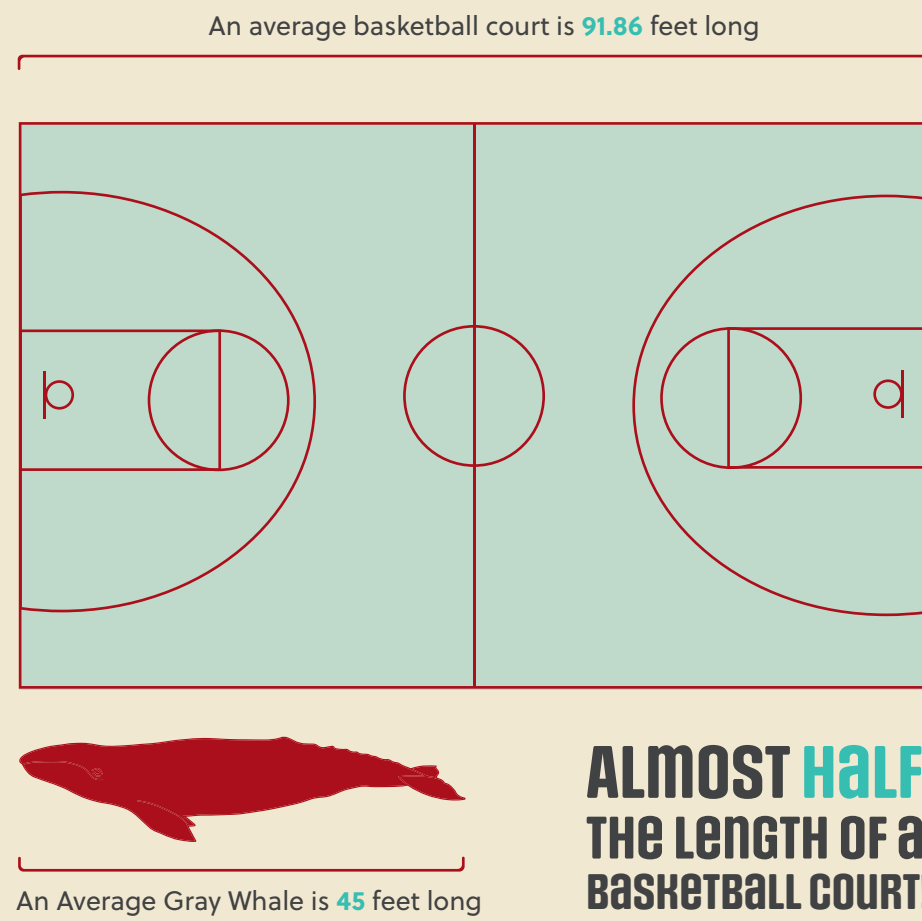 An average basketball court is 91.86 feet long
ALMOST HALF
THE LENGTH OF A
BASKETBALL COURT
An Average Gray Whale is 45 feet long